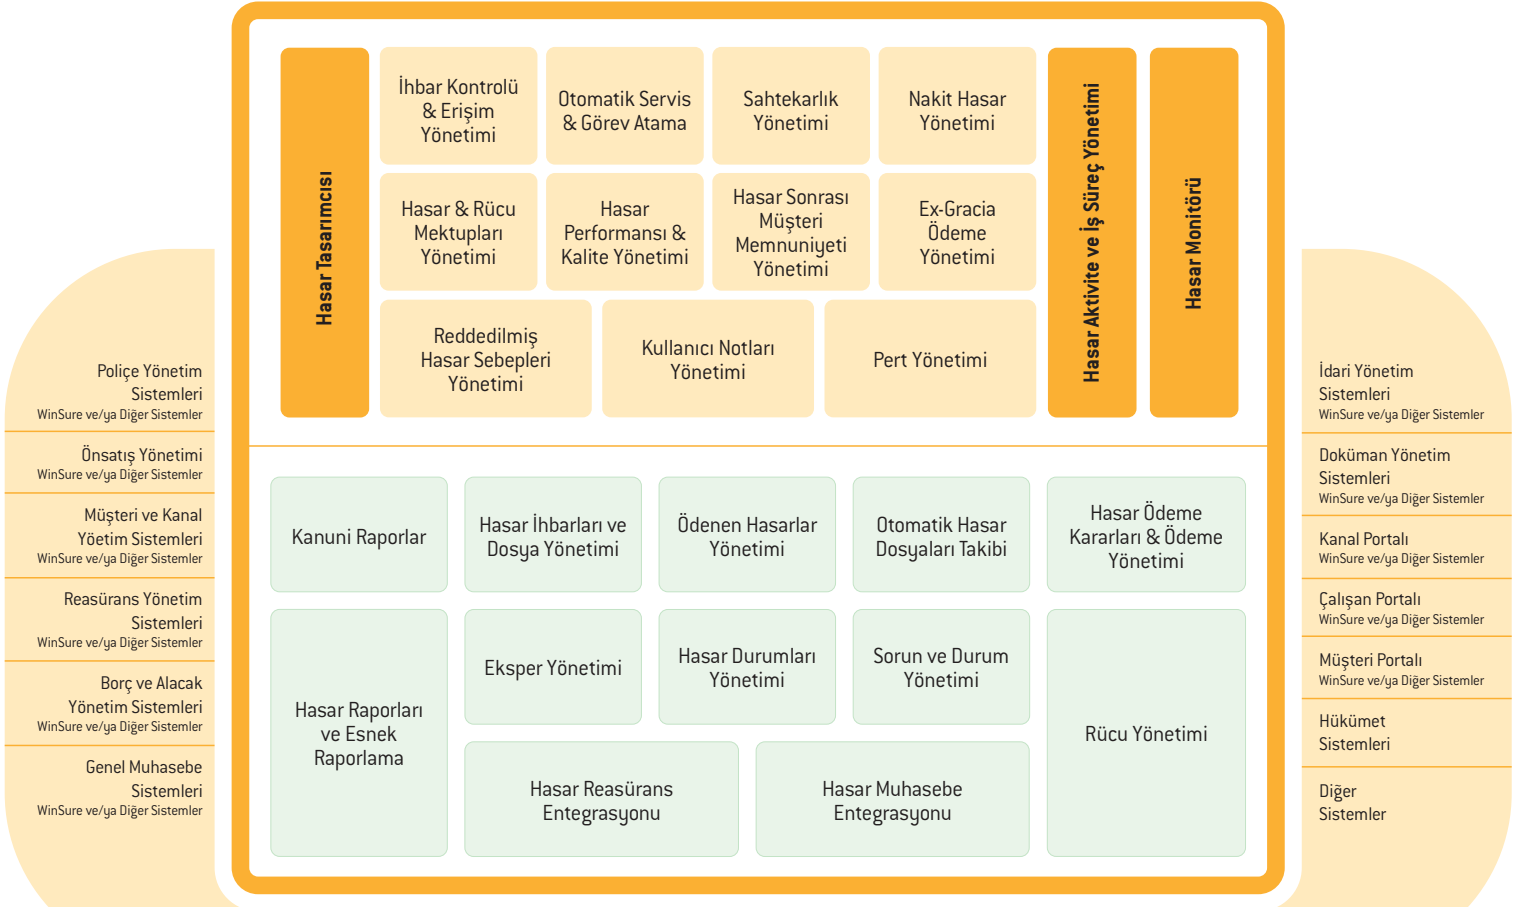 Hasar Tasarımcısı
İhbar Kontrolü
& Erişim
Yönetimi
Otomatik Servis
& Görev Atama
Sahtekarlık
Yönetimi
Nakit Hasar
Yönetimi
Hasar & Rücu
Mektupları
Yönetimi
Hasar
Performansı &
Kalite Yönetimi
Hasar Sonrası
Müşteri
Memnuniyeti
Yönetimi
Ex-Gracia
Ödeme
Yönetimi
Reddedilmiş
Hasar Sebepleri
Yönetimi
Kullanıcı Notları
Yönetimi
Pert Yönetimi
Hasar Aktivite ve İş Süreç Yönetimi
Hasar Monitörü
Poliçe Yönetim
Sistemleri
WinSure ve/ya Diğer Sistemler
Önsatış Yönetimi
WinSure ve/ya Diğer Sistemler
Müşteri ve Kanal
Yöetim Sistemleri
WinSure ve/ya Diğer Sistemler
Reasürans Yönetim
Sistemleri
WinSure ve/ya Diğer Sistemler
Borç ve Alacak
Yönetim Sistemleri
WinSure ve/ya Diğer Sistemler
Genel Muhasebe
Sistemleri
WinSure ve/ya Diğer Sistemler
Kanuni Raporlar
Hasar İhbarları ve
Dosya Yönetimi
Ödenen Hasarlar
Yönetimi
Otomatik Hasar
Dosyaları Takibi
Hasar Ödeme
Kararları & Ödeme
Yönetimi
Hasar Raporları
ve Esnek
Raporlama
Eksper Yönetimi
Hasar Durumları
Yönetimi
Sorun ve Durum
Yönetimi
Rücu Yönetimi
Hasar Reasürans
Entegrasyonu
Hasar Muhasebe
Entegrasyonu
İdari Yönetim
Sistemleri
WinSure ve/ya Diğer Sistemler
Doküman Yönetim
Sistemleri
WinSure ve/ya Diğer Sistemler
Kanal Portalı
WinSure ve/ya Diğer Sistemler
Çalışan Portalı
WinSure ve/ya Diğer Sistemler
Müşteri Portalı
WinSure ve/ya Diğer Sistemler
Hükümet
Sistemleri
Diğer
Sistemler